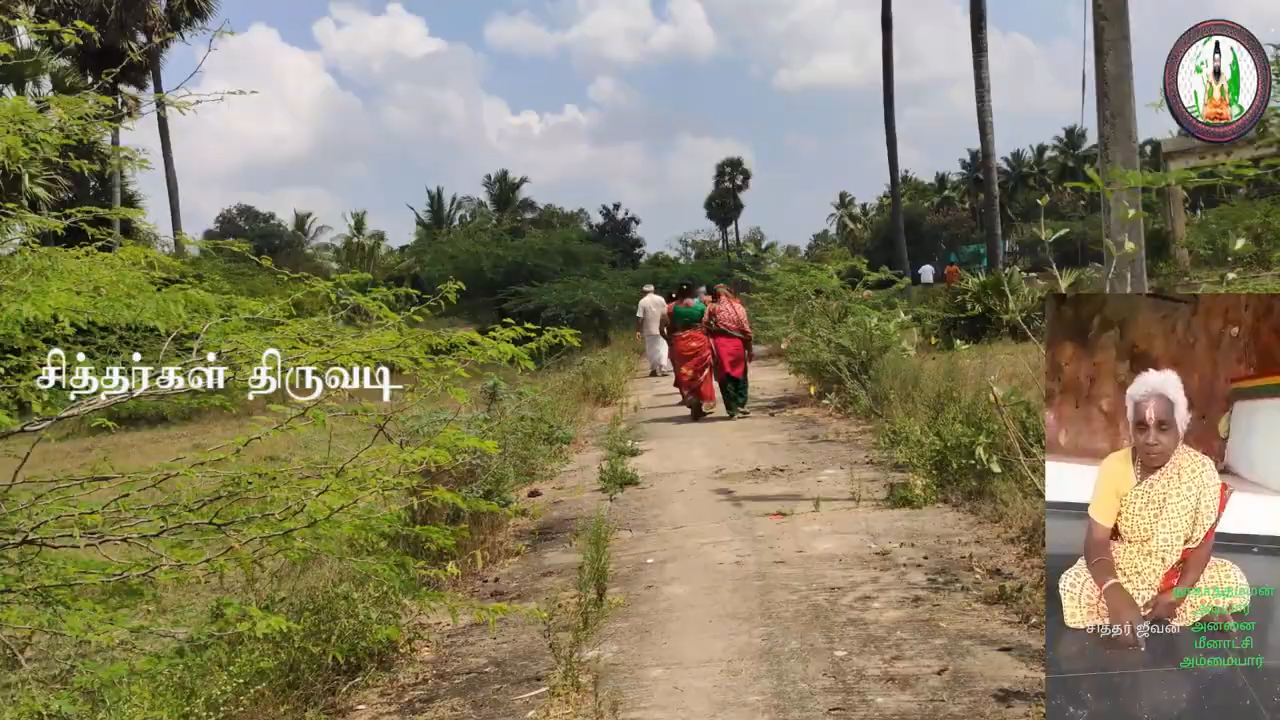 சித்தர்கள் திருவடி
சித்தர் ஜீவன்
அன்னை
மீனாட்சி
அம்மையார்